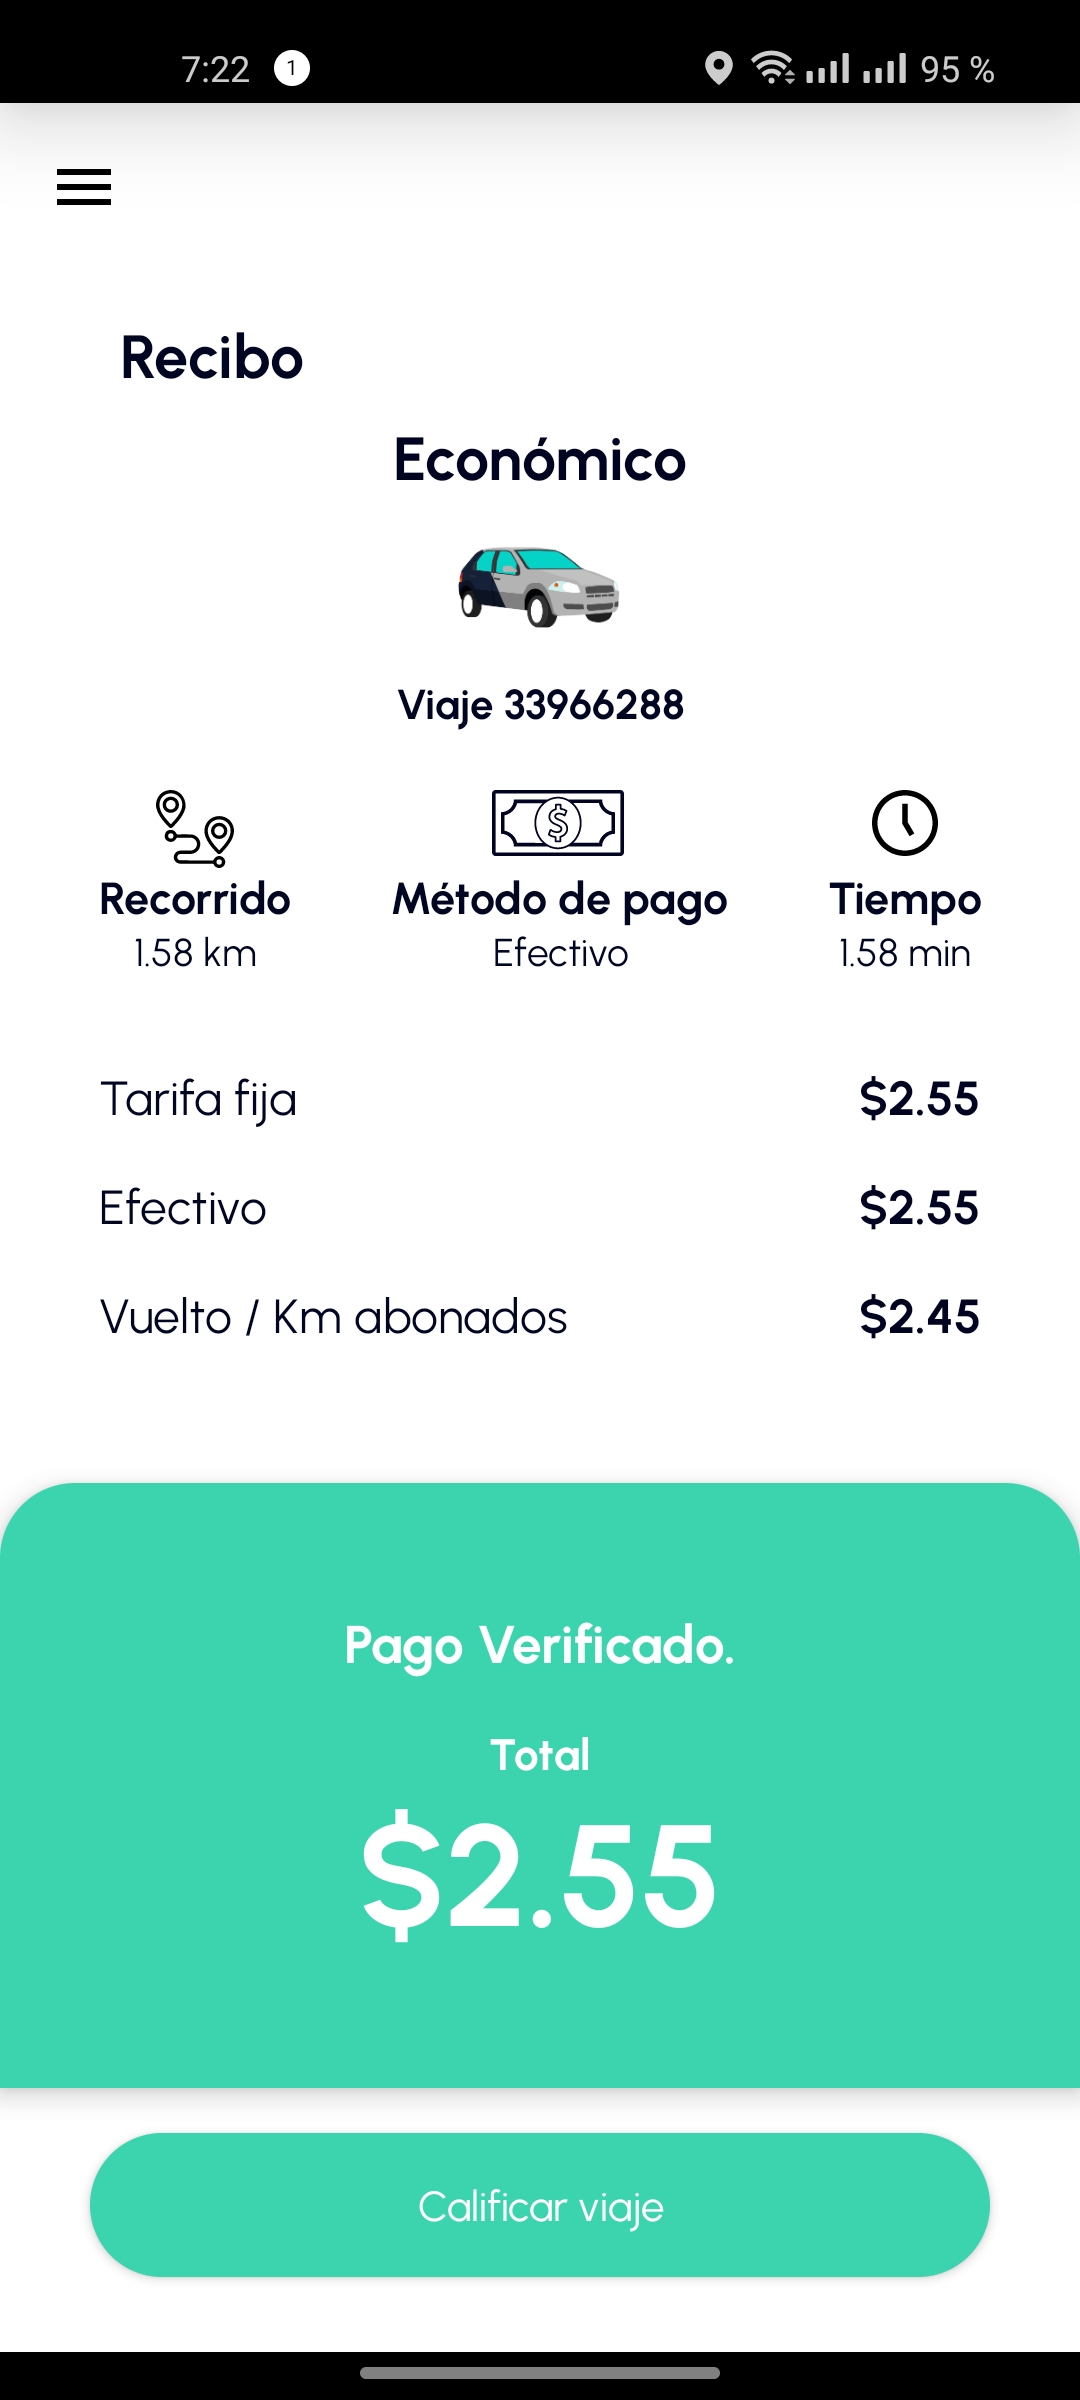 7:22 1 95 %
Recibo
Económico
Viaje 33966288
Recorrido Método de pago Tiempo
1.58 km Efectivo 1.58 min
Tarifa fija $2.55
Efectivo $2.55
Vuelto / Km abonados $2.45
Pago Verificado.
Total
$2.55
Calificar viaje